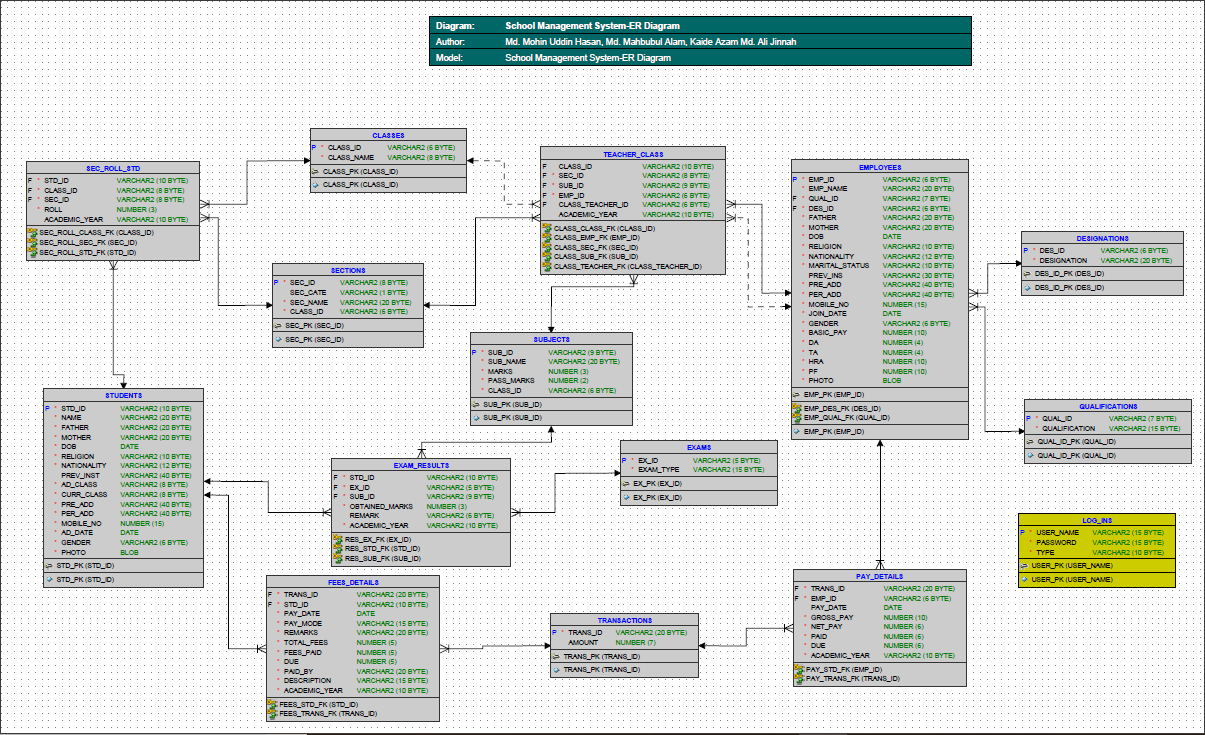 Diagram: School Management System-ER Diagram
Author: Md. Mohin Uddin Hasan, Md. Mahbubul Alam, Kaide Azam Md. Ali Jinnah
Model: School Management System-ER Diagram
CLASSES
P * CLASS_ID VARCHAR2 (6 BYTE)
* CLASS_NAME VARCHAR2 (8 BYTE)
CLASS_PK (CLASS_ID)
CLASS_PK (CLASS_ID)
SEC_ROLL_STD
F * STD_ID VARCHAR2 (10 BYTE)
F * CLASS_ID VARCHAR2 (8 BYTE)
F * SEC_ID VARCHAR2 (8 BYTE)
* ROLL NUMBER (3)
ACADEMIC_YEAR VARCHAR2 (10 BYTE)
SEC_ROLL_CLASS_FK (CLASS_ID)
SEC_ROLL_SEC_FK (SEC_ID)
SEC_ROLL_STD_FK (STD_ID)
TEACHER_CLASS
F * CLASS_ID VARCHAR2 (10 BYTE)
F * SEC_ID VARCHAR2 (8 BYTE)
F * SUB_ID VARCHAR2 (9 BYTE)
F * EMP_ID VARCHAR2 (6 BYTE)
F CLASS_TEACHER_ID VARCHAR2 (6 BYTE)
ACADEMIC_YEAR VARCHAR2 (10 BYTE)
CLASS_CLASS_FK (CLASS_ID)
CLASS_EMP_FK (EMP_ID)
CLASS_SEC_FK (SEC_ID)
CLASS_SUB_FK (SUB_ID)
CLASS_TEACHER_FK (CLASS_TEACHER_ID)
EMPLOYEES
P * EMP_ID VARCHAR2 (6 BYTE)
* EMP_NAME VARCHAR2 (20 BYTE)
F * QUAL_ID VARCHAR2 (7 BYTE)
F * DES_ID VARCHAR2 (6 BYTE)
* FATHER VARCHAR2 (20 BYTE)
* MOTHER VARCHAR2 (20 BYTE)
* DOB DATE
* RELIGION VARCHAR2 (10 BYTE)
* NATIONALITY VARCHAR2 (12 BYTE)
* MARITAL_STATUS VARCHAR2 (10 BYTE)
PREV_INS VARCHAR2 (30 BYTE)
* PRE_ADD VARCHAR2 (40 BYTE)
* PER_ADD VARCHAR2 (40 BYTE)
* MOBILE_NO NUMBER (15)
* JOIN_DATE DATE
* GENDER VARCHAR2 (6 BYTE)
* BASIC_PAY NUMBER (10)
* DA NUMBER (4)
* TA NUMBER (4)
* HRA NUMBER (10)
* PF NUMBER (10)
* PHOTO BLOB
EMP_PK (EMP_ID)
EMP_DES_FK (DES_ID)
EMP_QUAL_FK (QUAL_ID)
EMP_PK (EMP_ID)
DESIGNATIONS
P * DES_ID VARCHAR2 (6 BYTE)
* DESIGNATION VARCHAR2 (20 BYTE)
DES_ID_PK (DES_ID)
DES_ID_PK (DES_ID)
SECTIONS
P * SEC_ID VARCHAR2 (8 BYTE)
SEC_CATE VARCHAR2 (1 BYTE)
* SEC_NAME VARCHAR2 (20 BYTE)
* CLASS_ID VARCHAR2 (6 BYTE)
SEC_PK (SEC_ID)
SEC_PK (SEC_ID)
SUBJECTS
P * SUB_ID VARCHAR2 (9 BYTE)
* SUB_NAME VARCHAR2 (20 BYTE)
* MARKS NUMBER (3)
* PASS_MARKS NUMBER (2)
* CLASS_ID VARCHAR2 (6 BYTE)
SUB_PK (SUB_ID)
SUB_PK (SUB_ID)
STUDENTS
P * STD_ID VARCHAR2 (10 BYTE)
* NAME VARCHAR2 (20 BYTE)
* FATHER VARCHAR2 (20 BYTE)
* MOTHER VARCHAR2 (20 BYTE)
* DOB DATE
* RELIGION VARCHAR2 (10 BYTE)
* NATIONALITY VARCHAR2 (12 BYTE)
PREV_INST VARCHAR2 (40 BYTE)
* AD_CLASS VARCHAR2 (8 BYTE)
* CURR_CLASS VARCHAR2 (8 BYTE)
* PRE_ADD VARCHAR2 (40 BYTE)
* PER_ADD VARCHAR2 (40 BYTE)
* MOBILE_NO NUMBER (15)
* AD_DATE DATE
* GENDER VARCHAR2 (6 BYTE)
* PHOTO BLOB
STD_PK (STD_ID)
STD_PK (STD_ID)
QUALIFICATIONS
P * QUAL_ID VARCHAR2 (7 BYTE)
* QUALIFICATION VARCHAR2 (15 BYTE)
QUAL_ID_PK (QUAL_ID)
QUAL_ID_PK (QUAL_ID)
EXAM_RESULTS
F * STD_ID VARCHAR2 (10 BYTE)
F * EX_ID VARCHAR2 (5 BYTE)
F * SUB_ID VARCHAR2 (9 BYTE)
* OBTAINED_MARKS NUMBER (3)
REMARK VARCHAR2 (6 BYTE)
* ACADEMIC_YEAR VARCHAR2 (10 BYTE)
RES_EX_FK (EX_ID)
RES_STD_FK (STD_ID)
RES_SUB_FK (SUB_ID)
EXAMS
P * EX_ID VARCHAR2 (5 BYTE)
* EXAM_TYPE VARCHAR2 (15 BYTE)
EX_PK (EX_ID)
EX_PK (EX_ID)
LOG_INS
P * USER_NAME VARCHAR2 (15 BYTE)
* PASSWORD VARCHAR2 (15 BYTE)
* TYPE VARCHAR2 (10 BYTE)
USER_PK (USER_NAME)
USER_PK (USER_NAME)
FEES_DETAILS
F * TRANS_ID VARCHAR2 (20 BYTE)
F * STD_ID VARCHAR2 (10 BYTE)
* PAY_DATE DATE
* PAY_MODE VARCHAR2 (15 BYTE)
* REMARKS VARCHAR2 (20 BYTE)
* TOTAL_FEES NUMBER (5)
* FEES_PAID NUMBER (5)
* DUE NUMBER (5)
* PAID_BY VARCHAR2 (20 BYTE)
* DESCRIPTION VARCHAR2 (15 BYTE)
* ACADEMIC_YEAR VARCHAR2 (10 BYTE)
FEES_STD_FK (STD_ID)
FEES_TRANS_FK (TRANS_ID)
TRANSACTIONS
P * TRANS_ID VARCHAR2 (20 BYTE)
AMOUNT NUMBER (7)
TRANS_PK (TRANS_ID)
TRANS_PK (TRANS_ID)
PAY_DETAILS
F * TRANS_ID VARCHAR2 (20 BYTE)
F * EMP_ID VARCHAR2 (6 BYTE)
PAY_DATE DATE
* GROSS_PAY NUMBER (10)
* NET_PAY NUMBER (6)
* PAID NUMBER (6)
* DUE NUMBER (6)
* ACADEMIC_YEAR VARCHAR2 (10 BYTE)
PAY_STD_FK (EMP_ID)
PAY_TRANS_FK (TRANS_ID)